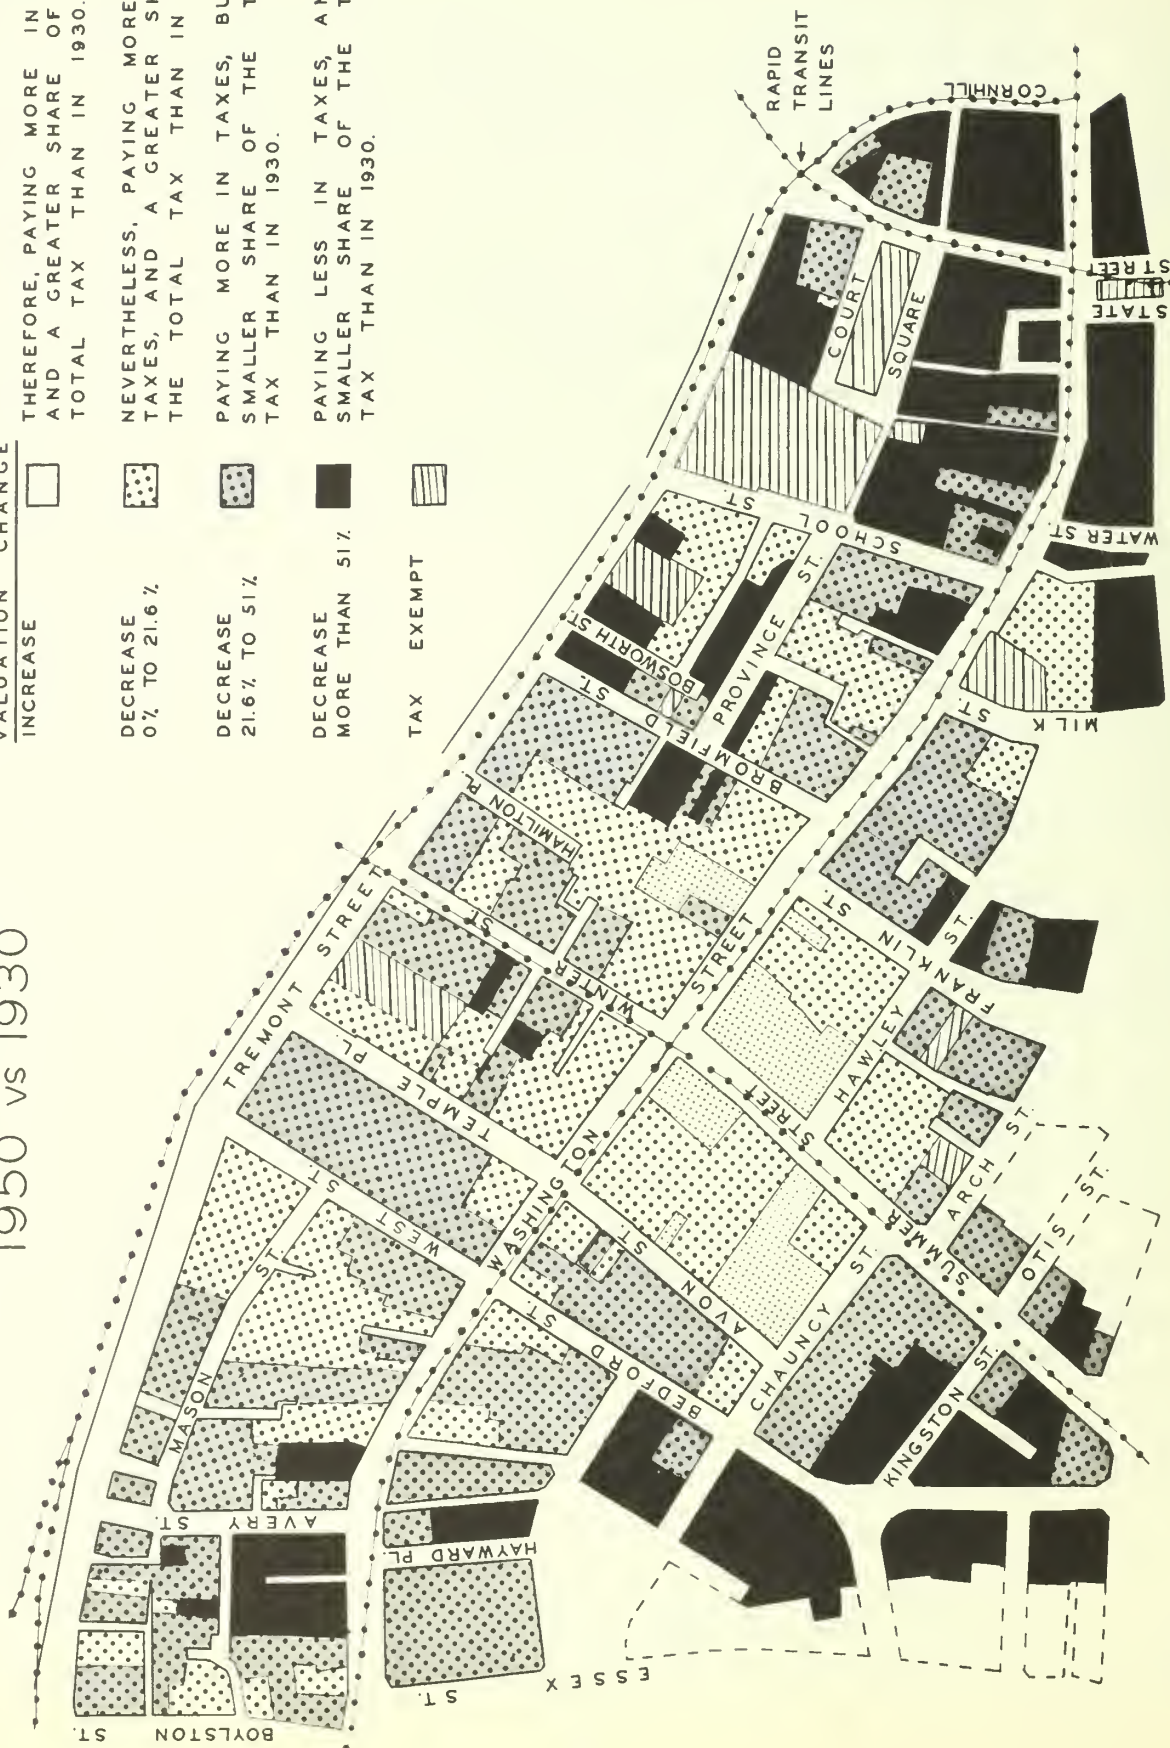 1950 vs 1930
VALUATION CHANGE
INCREASE
THEREFORE, PAYING MORE IN
AND A GREATER SHARE OF
TOTAL TAX THAN IN 1930.
DECREASE
0% TO 21.6%
NEVERTHELESS, PAYING MORE
TAXES, AND A GREATER
THE TOTAL TAX THAN IN
DECREASE
21.6% TO 51%
PAYING MORE IN TAXES,
SMALLER SHARE OF THE
TAX THAN IN 1930.
DECREASE
MORE THAN 51%
PAYING LESS IN TAXES,
SMALLER SHARE OF THE
TAX THAN IN 1930.
TAX EXEMPT
RAPID
TRANSIT
LINES
CORNHILL
COURT
SQUARE
STATE
STREET
SCHOOL ST.
WATER ST
BOSWORTH ST
PROVINCE ST.
BROMFIELD ST.
MILK ST.
HAMILTON PL.
TREMONT STREET
WINTER ST.
WASHINGTON STREET
FRANKLIN ST
FRANKLIN ST.
HAWLEY
TEMPLE PL.
SUMMER STREET
ARCH ST.
OTIS ST.
WEST ST.
AVON ST.
CHAUNCY ST.
BEDFORD ST.
KINGSTON ST.
MASON ST.
AVERY ST.
HAYWARD PL.
ESSEX ST.
BOYLSTON ST.